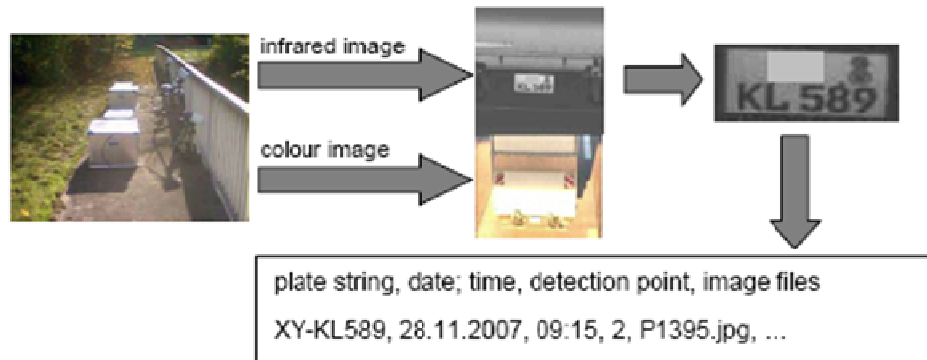 infrared image
colour image
KL 589
KL 589
plate string, date; time, detection point, image files
XY-KL589, 28.11.2007, 09:15, 2, P1395.jpg, ...